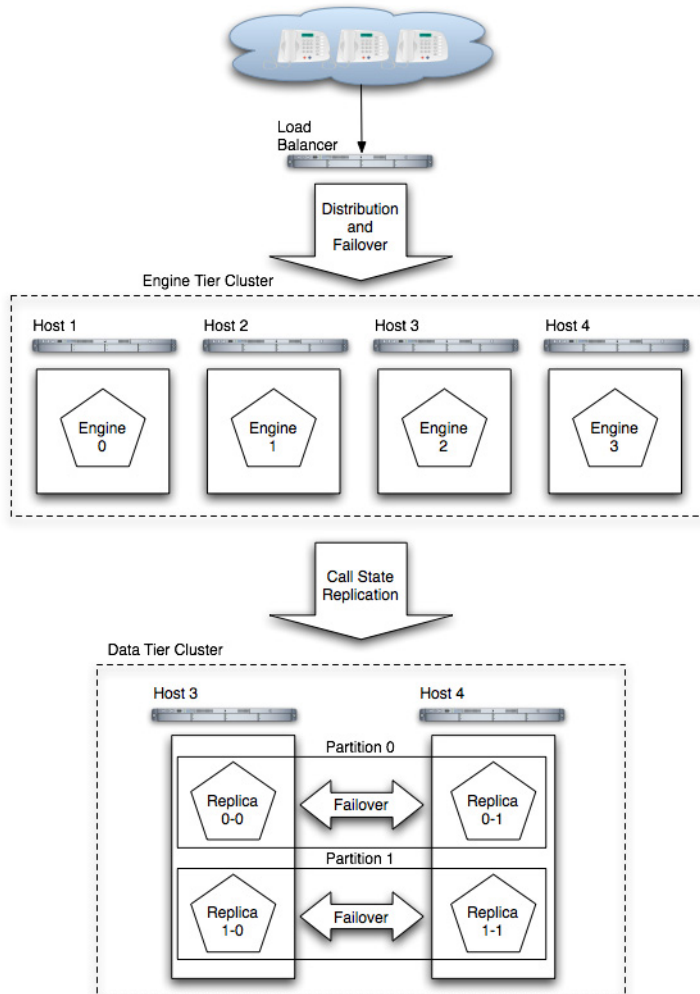 Load
Balancer
Distribution
and
Failover
Engine Tier Cluster
Host 1
Host 2
Host 3
Host 4
Engine
0
Engine
1
Engine
2
Engine
3
Call State
Replication
Data Tier Cluster
Host 3
Host 4
Partition 0
Replica
0-0
Failover
Replica
0-1
Partition 1
Replica
1-0
Failover
Replica
1-1